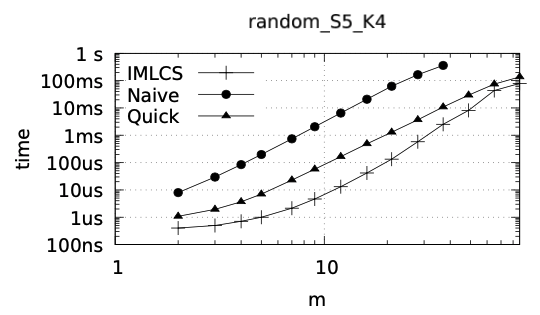 random_S5_K4
1 s
100ms
10ms
1ms
100us
10us
1us
100ns
time
IMLCS
Naive
Quick
1
10
m